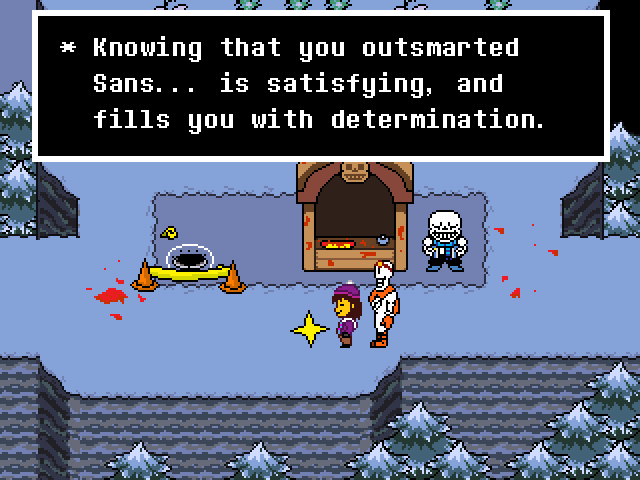 * Knowing that you outsmarted
Sans... is satisfying, and
fills you with determination.